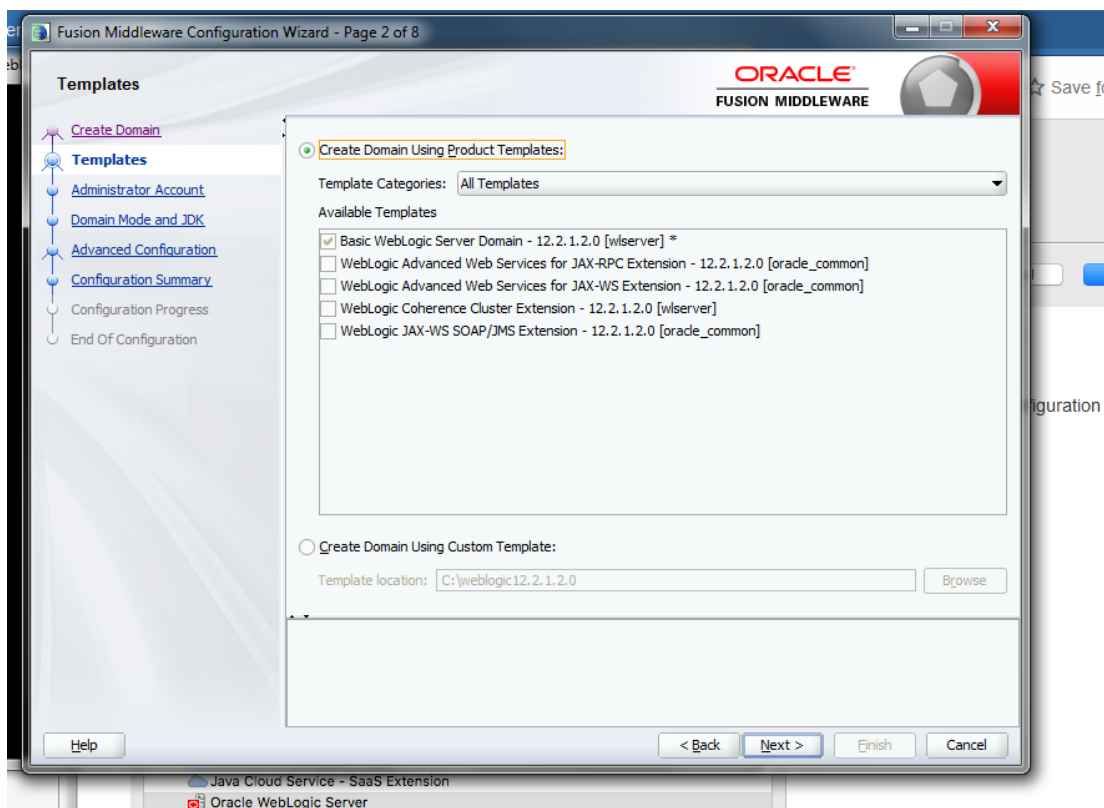 Fusion Middleware Configuration Wizard - Page 2 of 8
Templates
ORACLE
FUSION MIDDLEWARE
Save
Create Domain
Templates
Administrator Account
Domain Mode and JDK
Advanced Configuration
Configuration Summary
Configuration Progress
End Of Configuration
Create Domain Using Product Templates:
Template Categories: All Templates
Available Templates
Basic WebLogic Server Domain - 12.2.1.2.0 [wlserver] *
WebLogic Advanced Web Services for JAX-RPC Extension - 12.2.1.2.0 [oracle_common]
WebLogic Advanced Web Services for JAX-WS Extension - 12.2.1.2.0 [oracle_common]
WebLogic Coherence Cluster Extension - 12.2.1.2.0 [wlserver]
WebLogic JAX-WS SOAP/JMS Extension - 12.2.1.2.0 [oracle_common]
iguration
Create Domain Using Custom Template:
Template location: C:\weblogic12.2.1.2.0 Browse
Help < Back Next > Finish Cancel
Java Cloud Service - SaaS Extension
Oracle WebLogic Server